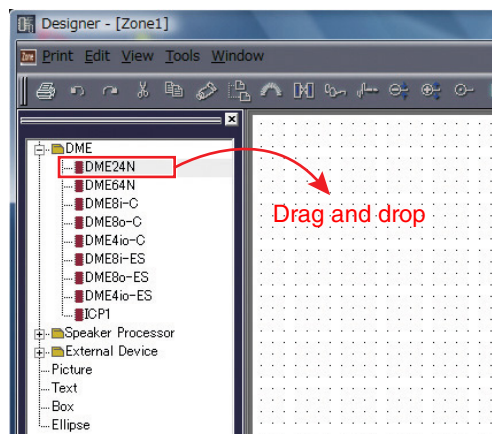 Designer - [Zone1]
Zone Print Edit View Tools Window
DME
DME24N
DME64N
DME8i-C
DME8o-C
DME4io-C
DME8i-ES
DME8o-ES
DME4io-ES
ICP1
Speaker Processor
External Device
Picture
Text
Box
Ellipse
Drag and drop